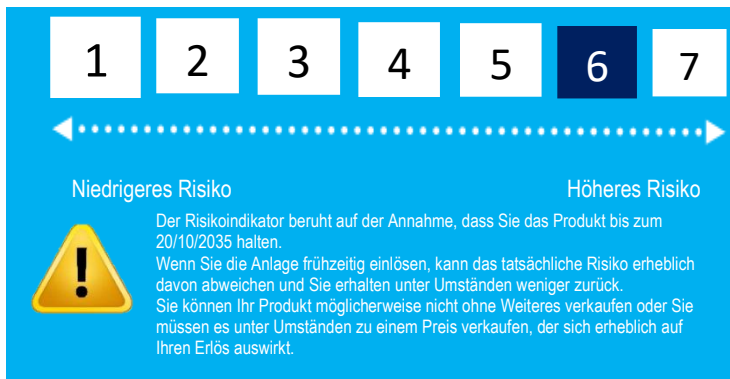 1 2 3 4 5 6 7
Niedrigeres Risiko Höheres Risiko
Der Risikoindikator beruht auf der Annahme, dass Sie das Produkt bis zum
20/10/2035 halten.
Wenn Sie die Anlage frühzeitig einlösen, kann das tatsächliche Risiko erheblich
davon abweichen und Sie erhalten unter Umständen weniger zurück.
Sie können Ihr Produkt möglicherweise nicht ohne Weiteres verkaufen oder Sie
müssen es unter Umständen zu einem Preis verkaufen, der sich erheblich auf
Ihren Erlös auswirkt.